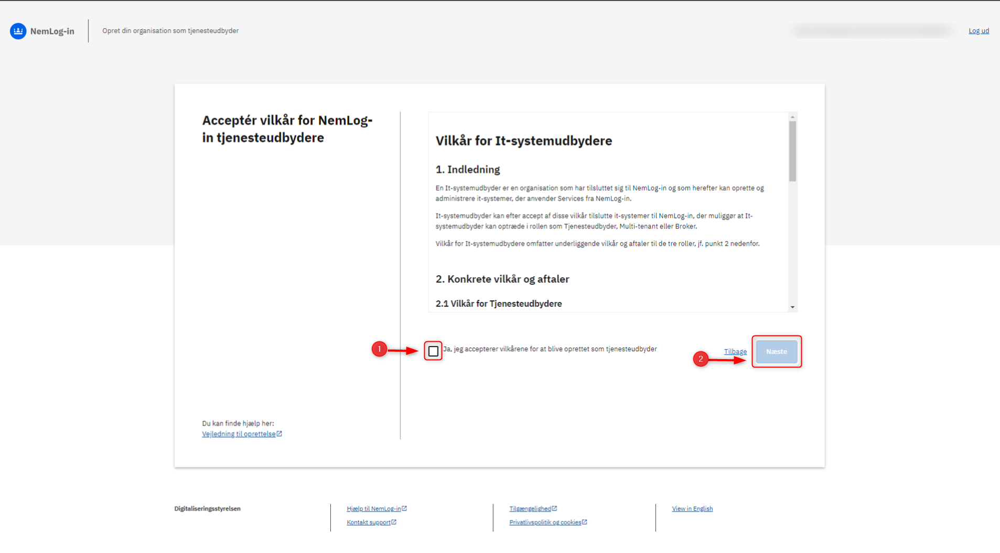 NemLog-in
Opret din organisation som tjenesteudbyder
Log ud
Acceptér vilkår for NemLog-
in tjenesteudbydere
Vilkår for It-systemudbydere
1. Indledning
En It-systemudbyder er en organisation som har tilsluttet sig til NemLog-in og som herefter kan oprette og
administrere it-systemer, der anvender Services fra NemLog-in.
It-systemudbyder kan efter accept af disse vilkår tilslutte it-systemer til NemLog-in, der muliggør at It-
systemudbyder kan optræde i rollen som Tjenesteudbyder, Multi-tenant eller Broker.
Vilkår for It-systemudbydere omfatter underliggende vilkår og aftaler til de tre roller, jf. punkt 2 nedenfor.
2. Konkrete vilkår og aftaler
2.1 Vilkår for Tjenesteudbydere
1
Ja, jeg accepterer vilkårene for at blive oprettet som tjenesteudbyder
Tilbage
2
Næste
Du kan finde hjælp her:
Vejledning til oprettelse
Digitaliseringsstyrelsen
Hjælp til NemLog-in
Kontakt support
Tilgængelighed
Privatlivspolitik og cookies
View in English